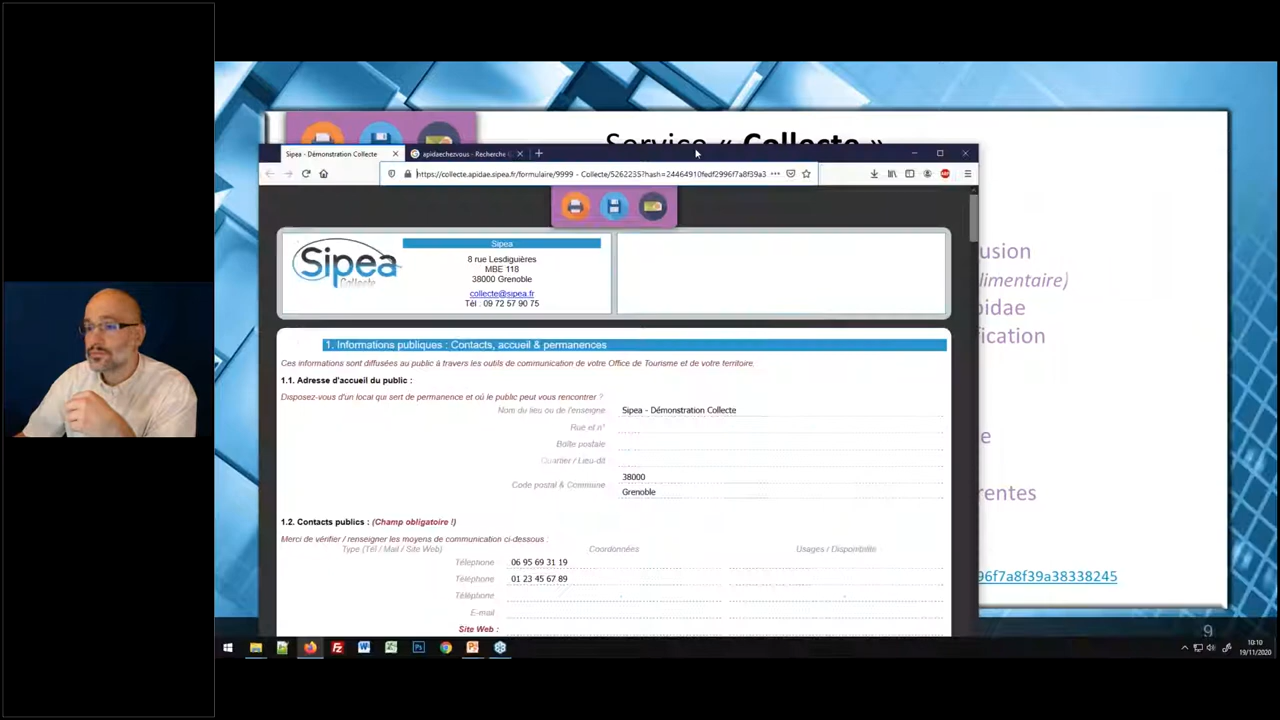 Service « Collecte »
Sipea - Démonstration Collecte
apidaechezvous - Recherche
https://collecte.apidae.sipea.fr/formulaire/9999 - Collecte/5262235?hash=24464910fedf2996f7a8f39a3
Sipea
Collecte
Sipea
8 rue Lesdiguières
MBE 118
38000 Grenoble
collecte@sipea.fr
Tél : 09 72 57 90 75
1. Informations publiques : Contacts, accueil & permanences
Ces informations sont diffusées au public à travers les outils de communication de votre Office de Tourisme et de votre territoire.
1.1. Adresse d'accueil du public :
Disposez-vous d'un local qui sert de permanence et où le public peut vous rencontrer ?
Nom du lieu ou de l'enseigne Sipea - Démonstration Collecte
Rue et n°
Boîte postale
Quartier / Lieu-dit
Code postal & Commune 38000
Grenoble
1.2. Contacts publics : (Champ obligatoire !)
Merci de vérifier / renseigner les moyens de communication ci-dessous :
Type (Tél / Mail / Site Web) Coordonnées Usages / Disponibilité
Téléphone 06 95 69 31 19
Téléphone 01 23 45 67 89
Téléphone
E-mail
Site Web :
usion
limentaire)
pidae
fication
e
rentes
96f7a8f39a38338245
9
10:10
19/11/2020